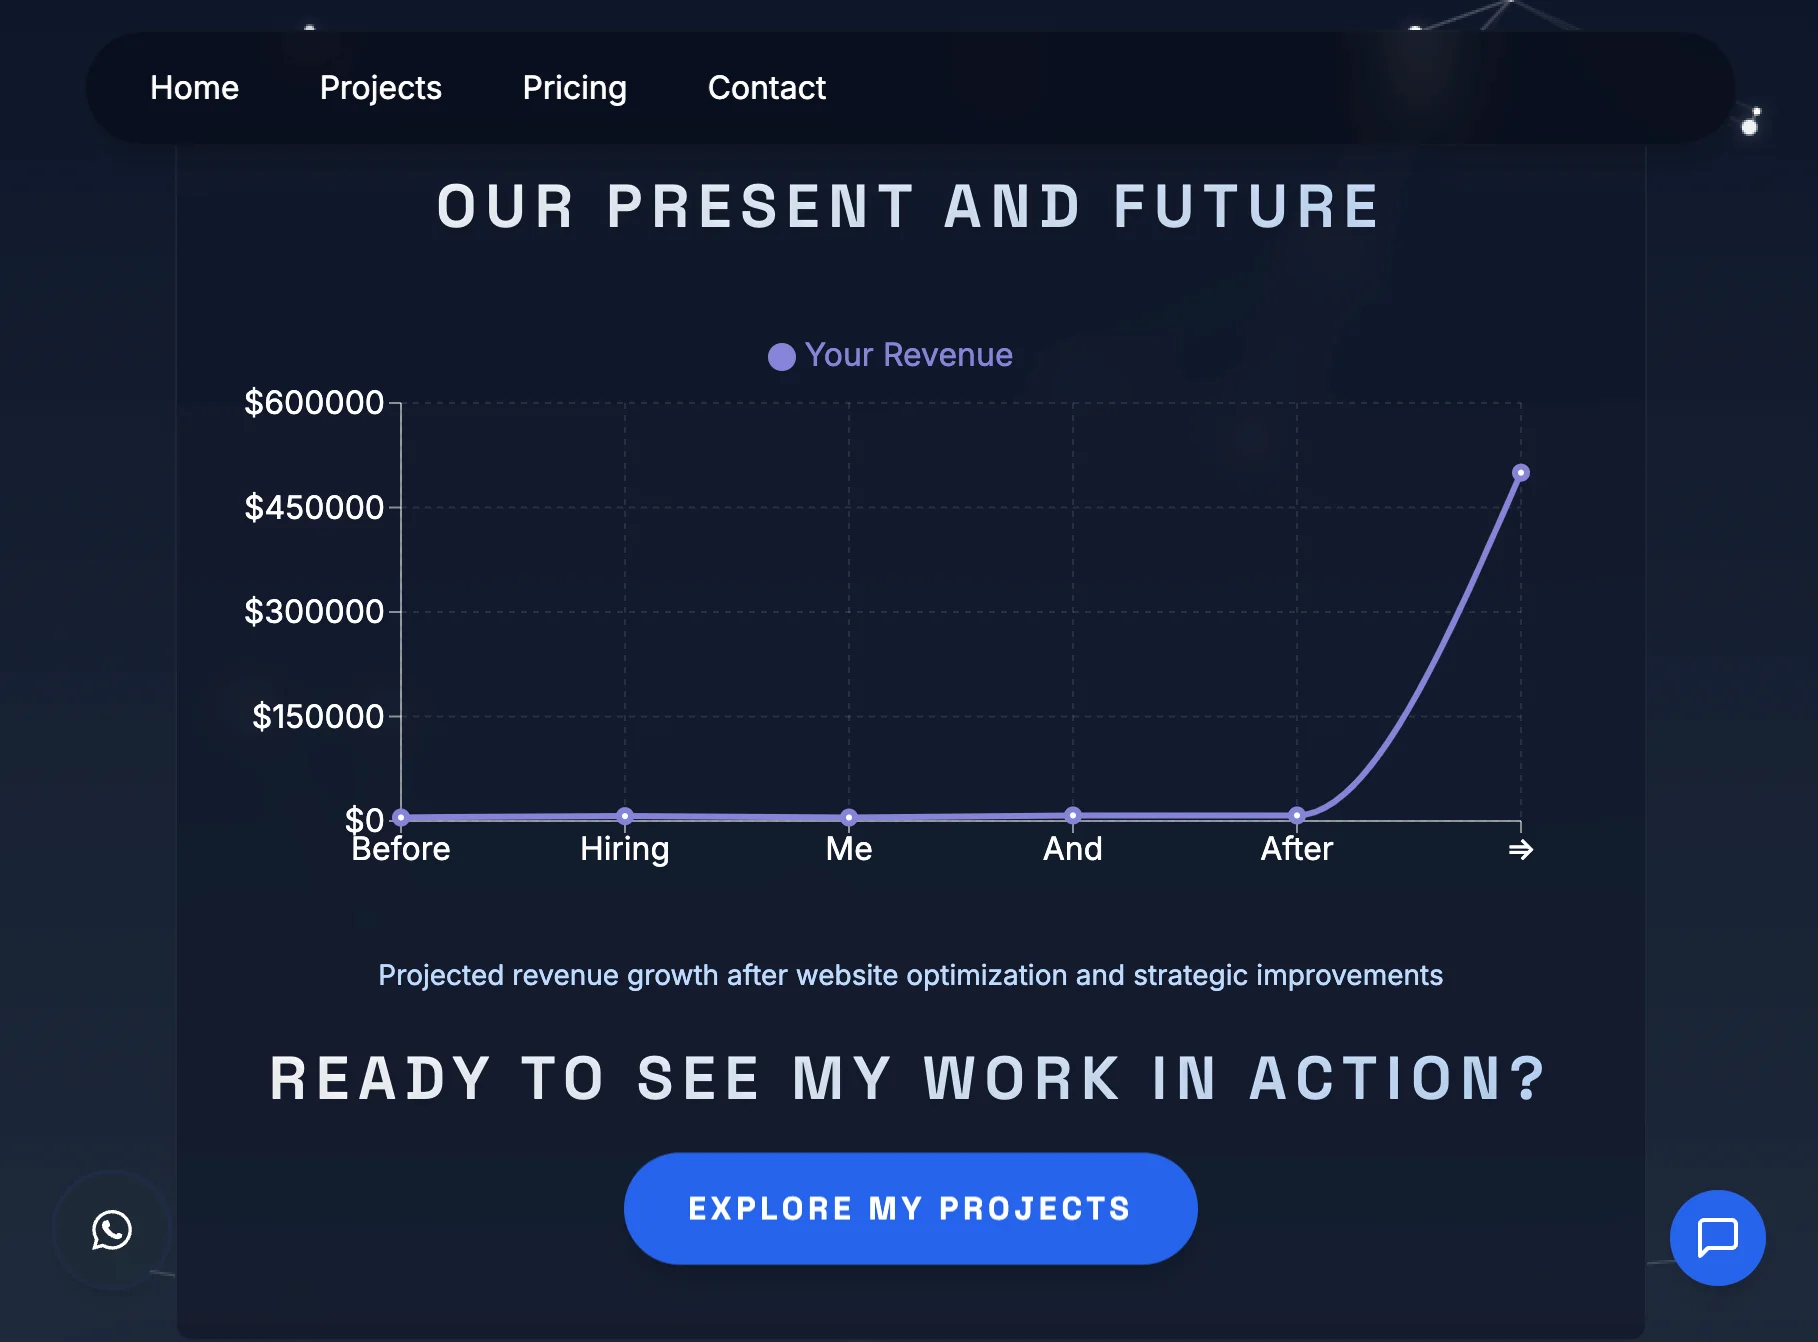 Home Projects Pricing Contact
OUR PRESENT AND FUTURE
Your Revenue
$600000
$450000
$300000
$150000
$0
Before Hiring Me And After ⇒
Projected revenue growth after website optimization and strategic improvements
READY TO SEE MY WORK IN ACTION?
EXPLORE MY PROJECTS